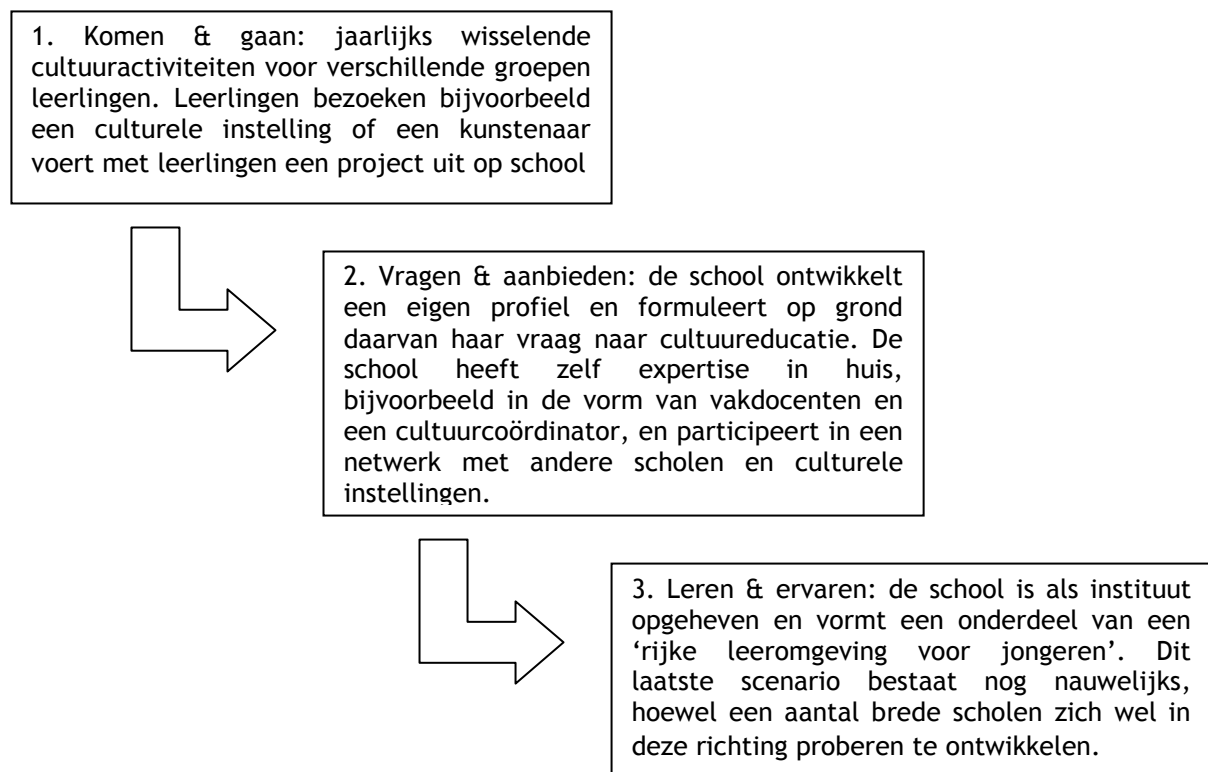 1. Komen & gaan: jaarlijks wisselende
cultuuractiviteiten voor verschillende groepen
leerlingen. Leerlingen bezoeken bijvoorbeeld
een culturele instelling of een kunstenaar
voert met leerlingen een project uit op school
2. Vragen & aanbieden: de school ontwikkelt
een eigen profiel en formuleert op grond
daarvan haar vraag naar cultuureducatie. De
school heeft zelf expertise in huis,
bijvoorbeeld in de vorm van vakdocenten en
een cultuurcoördinator, en participeert in een
netwerk met andere scholen en culturele
instellingen.
3. Leren & ervaren: de school is als instituut
opgeheven en vormt een onderdeel van een
‘rijke leeromgeving voor jongeren’. Dit
laatste scenario bestaat nog nauwelijks,
hoewel een aantal brede scholen zich wel in
deze richting proberen te ontwikkelen.